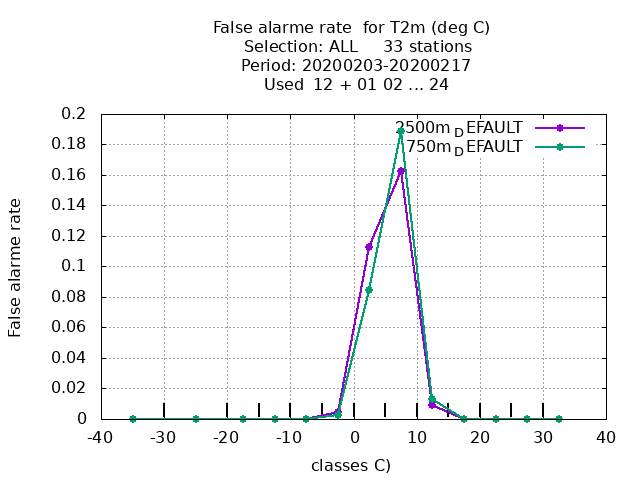 False alarme rate  for T2m (deg C)
Selection: ALL     33 stations
Period: 20200203-20200217
Used  12 + 01 02 ... 24
2500m_DEFAULT
750m_DEFAULT
0.2
0.18
0.16
0.14
0.12
0.1
0.08
0.06
0.04
0.02
0
False alarme rate
-40 -30 -20 -10 0 10 20 30 40
classes C)